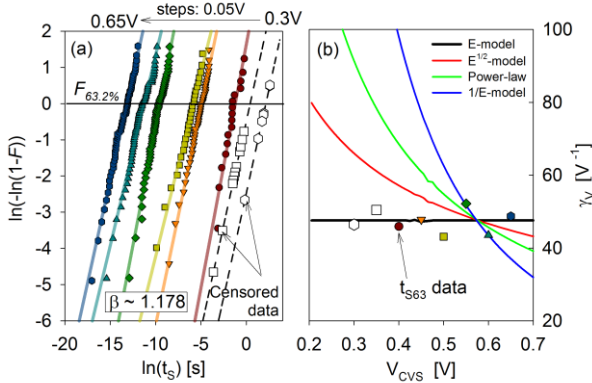 steps: 0.05V
0.65V
0.3V
(a)
F63.2%
ln(-ln(1-F))
2
1
0
-1
-2
-3
-4
-5
-6
β ~ 1.178
Censored
data
-20 -15 -10 -5 0 5
ln(tS) [s]
(b)
E-model
E1/2-model
Power-law
1/E-model
tS63 data
100
80
60
40
20
γV [V-1]
0.2 0.3 0.4 0.5 0.6 0.7
VCVS [V]